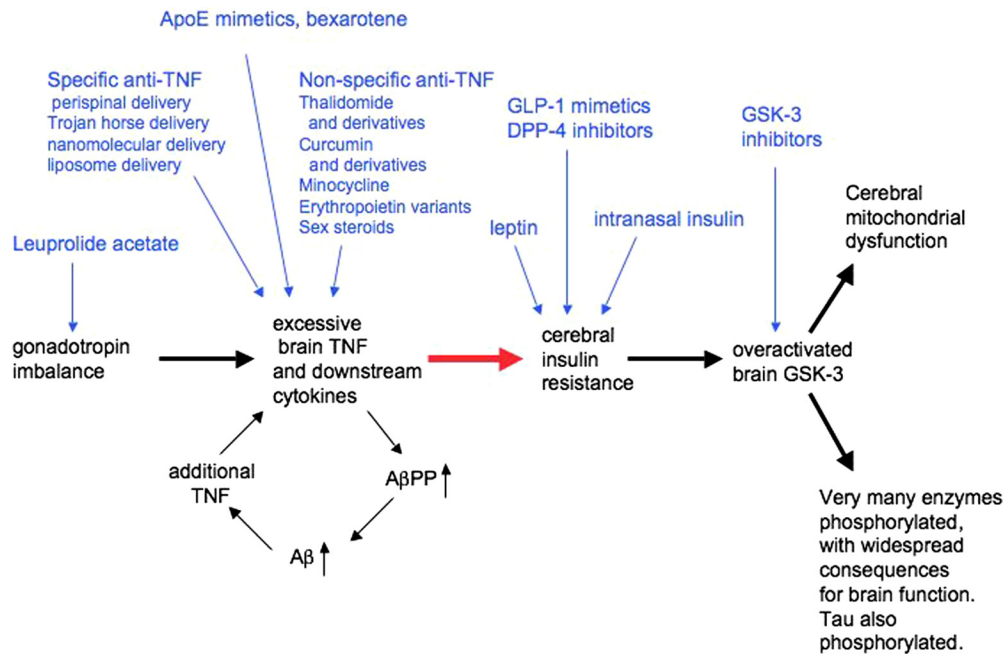 ApoE mimetics, bexarotene
Specific anti-TNF
perispinal delivery
Trojan horse delivery
nanomolecular delivery
liposome delivery
Non-specific anti-TNF
Thalidomide
and derivatives
Curcumin
and derivatives
Minocycline
Erythropoietin variants
Sex steroids
GLP-1 mimetics
DPP-4 inhibitors
GSK-3
inhibitors
leptin
intranasal insulin
Leuprolide acetate
Cerebral
mitochondrial
dysfunction
gonadotropin
imbalance
excessive
brain TNF
and downstream
cytokines
cerebral
insulin
resistance
overactivated
brain GSK-3
additional
TNF
AβPP
Aβ
Very many enzymes
phosphorylated,
with widespread
consequences
for brain function.
Tau also
phosphorylated.